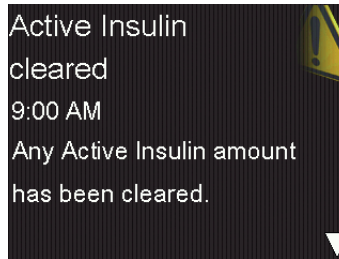 Active Insulin
cleared
9:00 AM
Any Active Insulin amount
has been cleared.